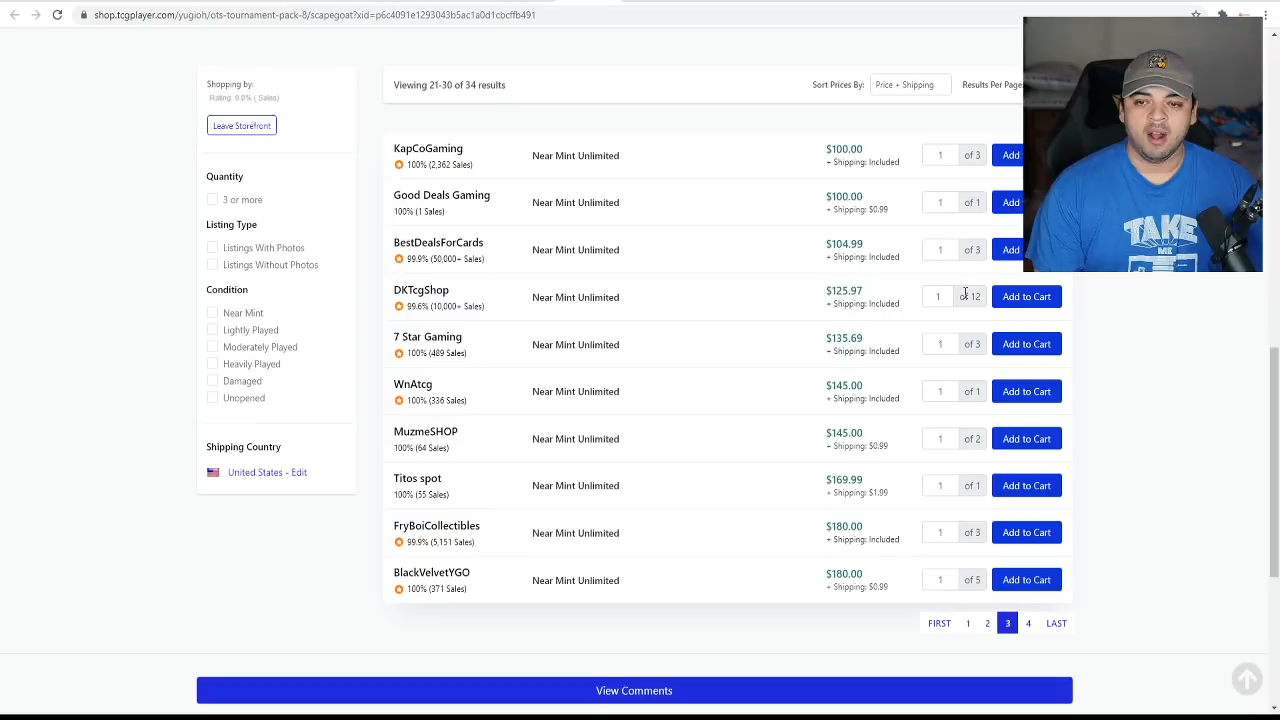 shop.tcgplayer.com/yugioh/ots-tournament-pack-8/scapegoat?xid=p6c4091e1293043b5ac1a0d1cbcffb491
Shopping by:
Rating: 0.0% ( Sales)
Leave Storefront
Quantity
3 or more
Listing Type
Listings With Photos
Listings Without Photos
Condition
Near Mint
Lightly Played
Moderately Played
Heavily Played
Damaged
Unopened
Shipping Country
United States - Edit
Viewing 21-30 of 34 results
Sort Prices By: Price + Shipping Results Per Page
KapCoGaming
100% (2,362 Sales)
Near Mint Unlimited
$100.00
+ Shipping: Included
1 of 3 Add
Good Deals Gaming
100% (1 Sales)
Near Mint Unlimited
$100.00
+ Shipping: $0.99
1 of 1 Add
BestDealsForCards
99.9% (50,000+ Sales)
Near Mint Unlimited
$104.99
+ Shipping: Included
1 of 3 Add
DKTcgShop
99.6% (10,000+ Sales)
Near Mint Unlimited
$125.97
+ Shipping: Included
1 of 12 Add to Cart
7 Star Gaming
100% (489 Sales)
Near Mint Unlimited
$135.69
+ Shipping: Included
1 of 3 Add to Cart
WnAtcg
100% (336 Sales)
Near Mint Unlimited
$145.00
+ Shipping: Included
1 of 1 Add to Cart
MuzmeSHOP
100% (64 Sales)
Near Mint Unlimited
$145.00
+ Shipping: $0.99
1 of 2 Add to Cart
Titos spot
100% (55 Sales)
Near Mint Unlimited
$169.99
+ Shipping: $1.99
1 of 1 Add to Cart
FryBoiCollectibles
99.9% (5,151 Sales)
Near Mint Unlimited
$180.00
+ Shipping: Included
1 of 3 Add to Cart
BlackVelvetYGO
100% (371 Sales)
Near Mint Unlimited
$180.00
+ Shipping: $0.99
1 of 5 Add to Cart
FIRST 1 2 3 4 LAST
View Comments
TAKE
ME